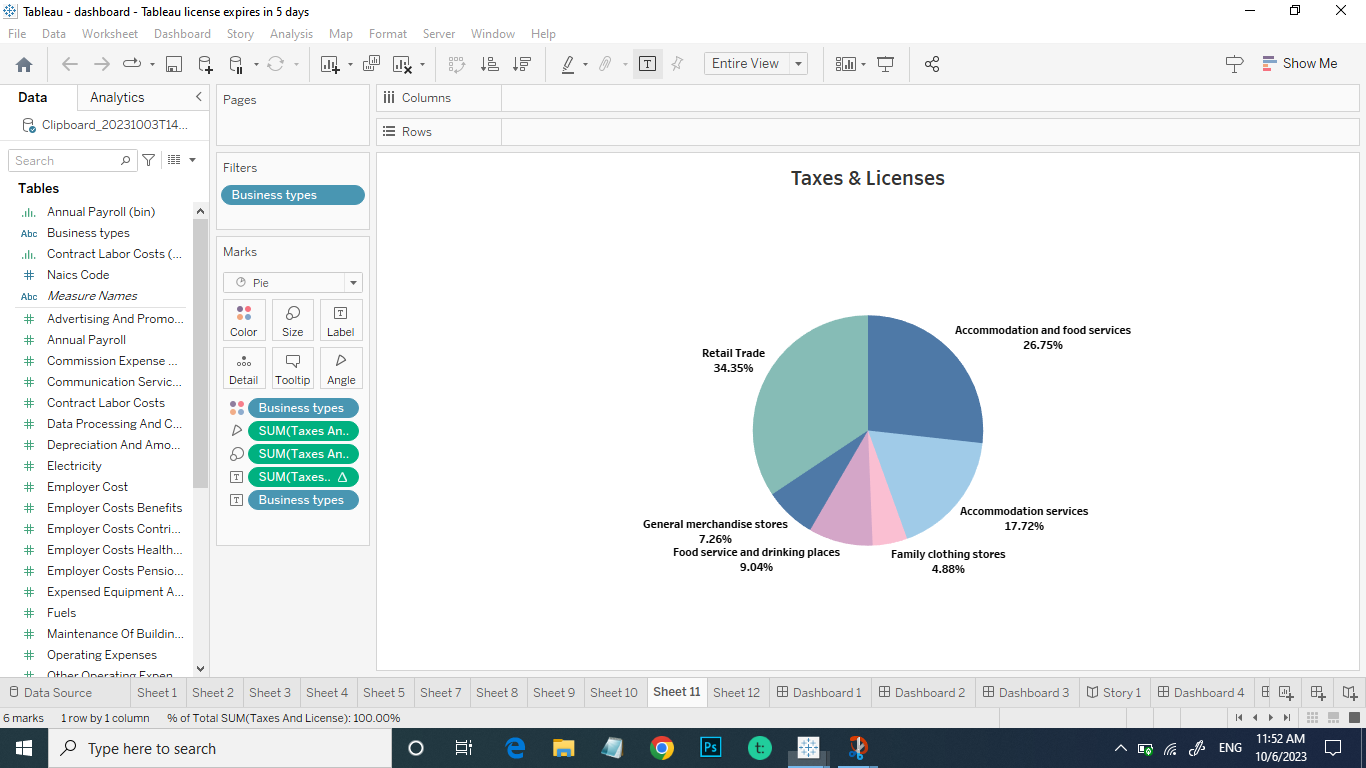 Tableau - dashboard - Tableau license expires in 5 days
File Data Worksheet Dashboard Story Analysis Map Format Server Window Help
Entire View
Show Me
Data Analytics
Clipboard_20231003T14...
Search
Tables
Annual Payroll (bin)
Abc Business types
Contract Labor Costs (...
Naics Code
Abc Measure Names
Advertising And Promo...
Annual Payroll
Commission Expense ...
Communication Servic...
Contract Labor Costs
Data Processing And C...
Depreciation And Amo...
Electricity
Employer Cost
Employer Costs Benefits
Employer Costs Contri...
Employer Costs Health...
Employer Costs Pensio...
Expensed Equipment A...
Fuels
Maintenance Of Buildin...
Operating Expenses
Other Operating Expen
Pages
Filters
Business types
Marks
Pie
Color Size Label
Detail Tooltip Angle
Business types
SUM(Taxes An..
SUM(Taxes An..
SUM(Taxes..
Business types
Columns
Rows
Taxes & Licenses
Accommodation and food services
26.75%
Retail Trade
34.35%
Accommodation services
17.72%
General merchandise stores
7.26%
Food service and drinking places
9.04%
Family clothing stores
4.88%
Data Source Sheet 1 Sheet 2 Sheet 3 Sheet 4 Sheet 5 Sheet 7 Sheet 8 Sheet 9 Sheet 10 Sheet 11 Sheet 12 Dashboard 1 Dashboard 2 Dashboard 3 Story 1 Dashboard 4
6 marks 1 row by 1 column % of Total SUM(Taxes And License): 100.00%
Type here to search
Ps
t:
ENG
11:52 AM
10/6/2023